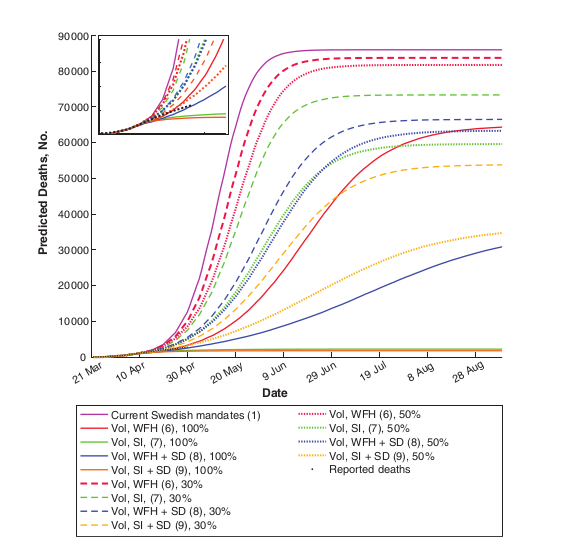 90000
80000
70000
60000
50000
40000
30000
20000
10000
0
Predicted Deaths, No.
21 Mar
10 Apr
30 Apr
20 May
9 Jun
29 Jun
19 Jul
8 Aug
28 Aug
Date
Current Swedish mandates (1)
Vol, WFH (6), 100%
Vol, SI, (7), 100%
Vol, WFH + SD (8), 100%
Vol, SI + SD (9), 100%
Vol, WFH (6), 30%
Vol, SI, (7), 30%
Vol, WFH + SD (8), 30%
Vol, SI + SD (9), 30%
Vol, WFH (6), 50%
Vol, SI, (7), 50%
Vol, WFH + SD (8), 50%
Vol, SI + SD (9), 50%
Reported deaths